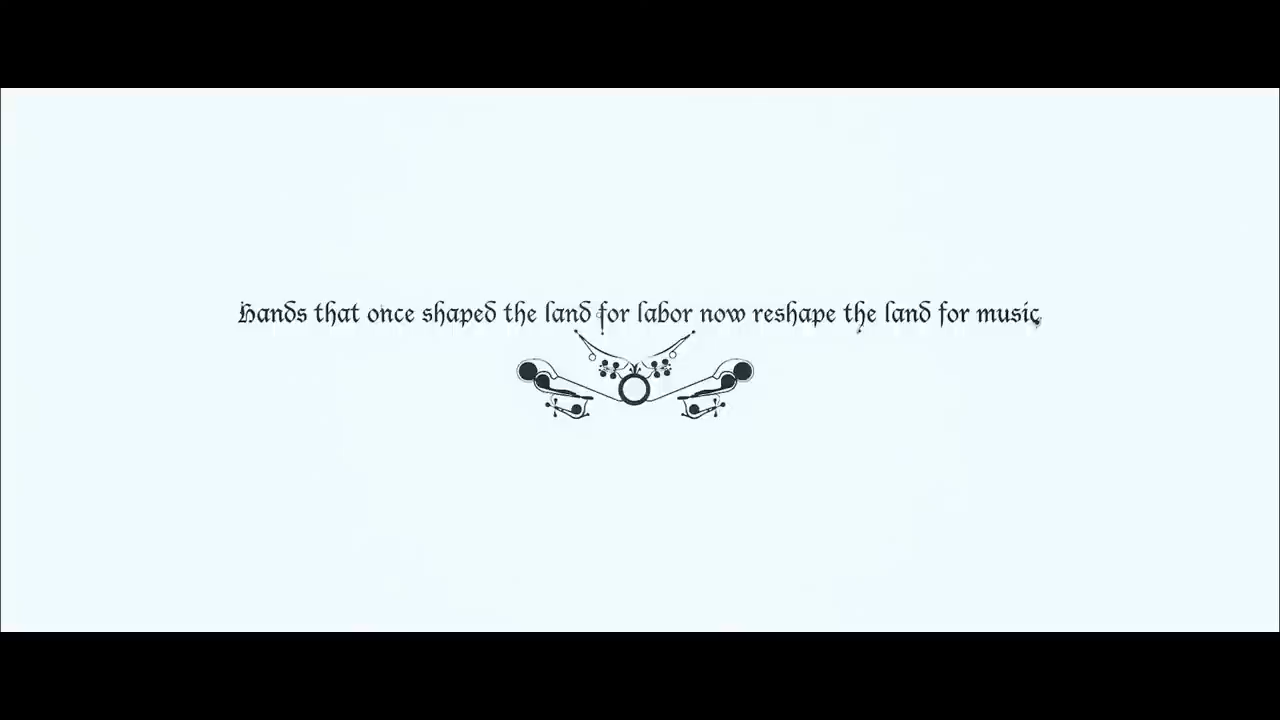 Hands that once shaped the land for labor now reshape the land for music